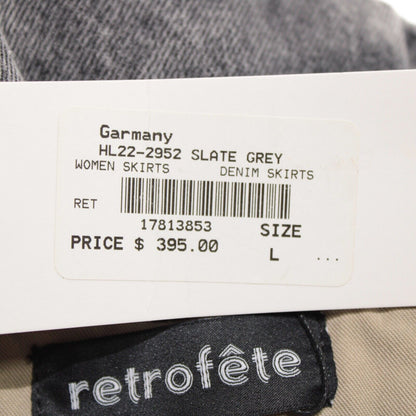 Garmany
HL22-2952 SLATE GREY
WOMEN SKIRTS DENIM SKIRTS
RET
17813853 SIZE
PRICE $ 395.00 L ...
retrofête